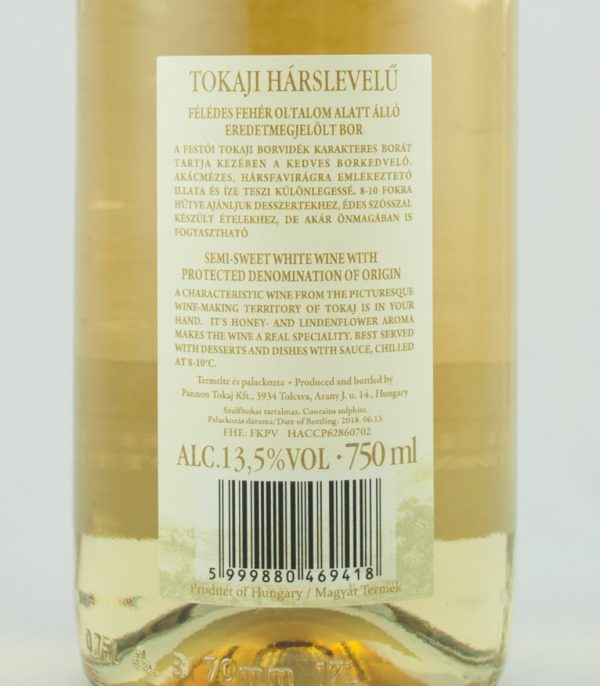 TOKAJI HÁRSLEVELŰ
FÉLÉDES FEHÉR OLTALOM ALATT ÁLLÓ
EREDETMEGJELÖLT BOR
A FESTŐI TOKAJI BORVIDÉK KARAKTERES BORÁT
TARTJA KEZÉBEN A KEDVES BORKEDVELŐ.
AKÁCMÉZES, HÁRSFAVIRÁGRA EMLÉKEZTETŐ
ILLATA ÉS ÍZE TESZI KÜLÖNLEGESSÉ. 8-10 FOKRA
HŰTVE AJÁNLJUK DESSZERTEKHEZ, ÉDES SZÓSSZAL
KÉSZÜLT ÉTELEKHEZ, DE AKÁR ÖNMAGÁBAN IS
FOGYASZTHATÓ
SEMI-SWEET WHITE WINE WITH
PROTECTED DENOMINATION OF ORIGIN
A CHARACTERISTIC WINE FROM THE PICTURESQUE
WINE-MAKING TERRITORY OF TOKAJ IS IN YOUR
HAND. IT'S HONEY- AND LINDENFLOWER AROMA
MAKES THE WINE A REAL SPECIALITY. BEST SERVED
WITH DESSERTS AND DISHES WITH SAUCE, CHILLED
AT 8-10°C.
Termelte és palackozta • Produced and bottled by
Pannon Tokaj Kft., 3934 Tolcsva, Arany J. u. 14., Hungary
Szulfitokat tartalmaz. Contains sulphite.
Palackozás dátuma/Date of Bottling: 2018. 06.13.
FHE: FKPV HACCP62860702
ALC.13,5%VOL • 750 ml
5 999880 469418
Product of Hungary / Magyar Termék
0,75L 3 70mm